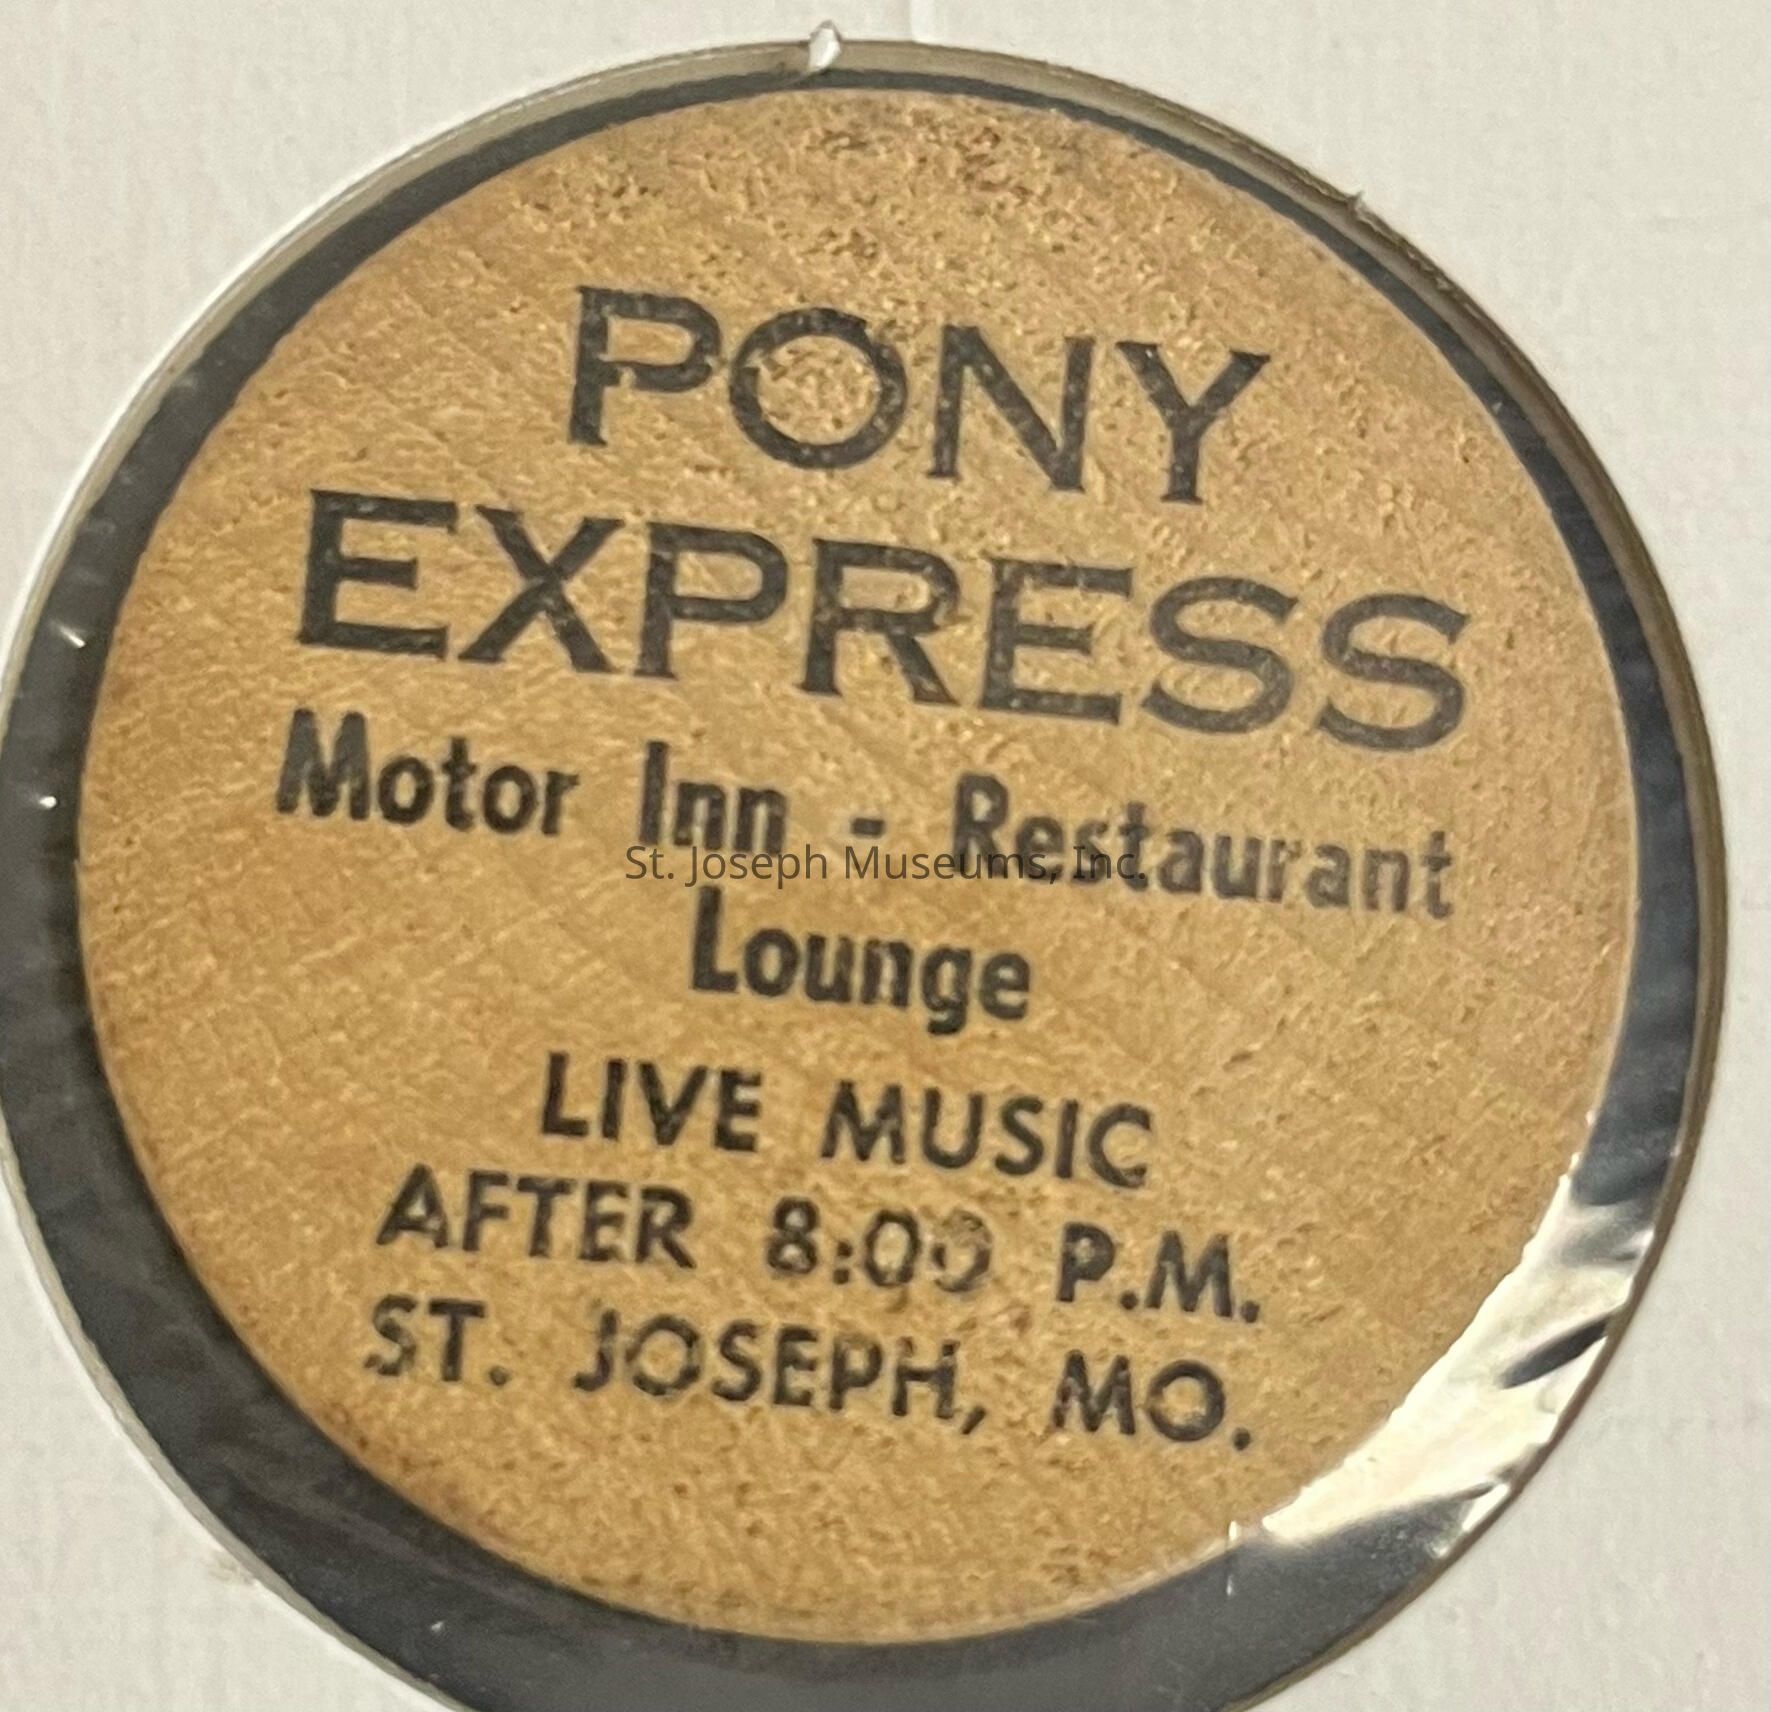 PONY
EXPRESS
Motor Inn - Restaurant
St. Joseph Museums, Inc.
Lounge
LIVE MUSIC
AFTER 8:00 P.M.
ST. JOSEPH, MO.